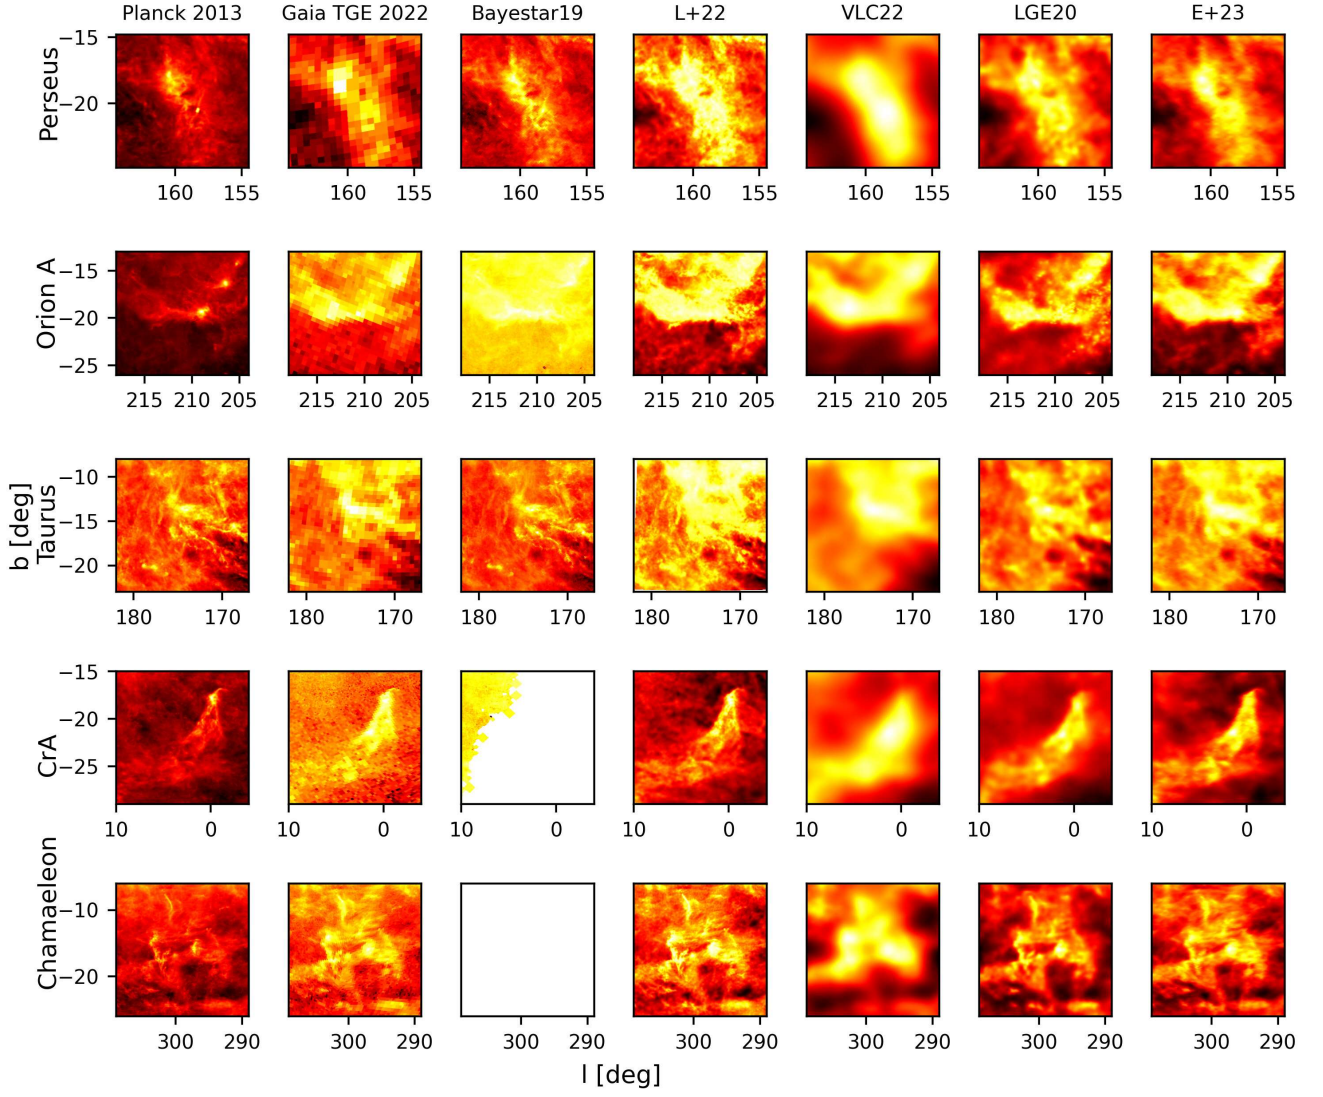 Planck 2013 Gaia TGE 2022 Bayestar19 L+22 VLC22 LGE20 E+23
Perseus
−15
−20
160 155 160 155 160 155 160 155 160 155 160 155 160 155
Orion A
−15
−20
−25
215 210 205 215 210 205 215 210 205 215 210 205 215 210 205 215 210 205 215 210 205
b [deg]
Taurus
−10
−15
−20
180 170 180 170 180 170 180 170 180 170 180 170 180 170
CrA
−15
−20
−25
10 0 10 0 10 0 10 0 10 0 10 0 10 0
Chamaeleon
−10
−20
300 290 300 290 300 290 300 290 300 290 300 290 300 290
l [deg]